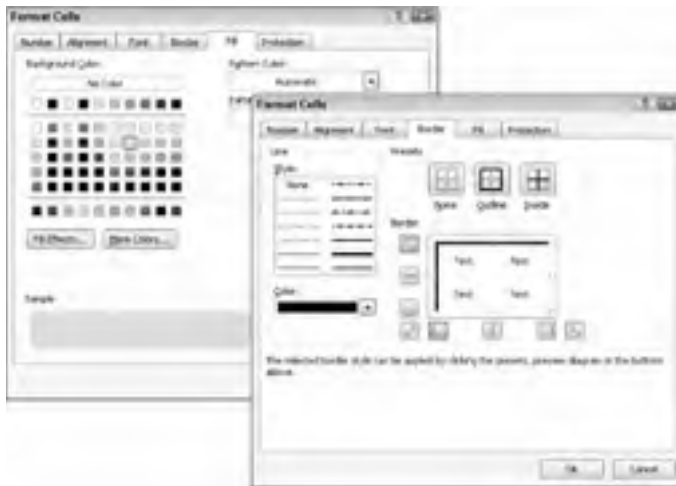 Format Cells
Number Alignment Font Border Fill Protection
Background Color: Pattern Color:
No Color Automatic
Fill Effects... More Colors...
Sample
Format Cells
Number Alignment Font Border Fill Protection
Line Presets
Style:
None
None Outline Inside
Border
Text Text
Text Text
Color:
The selected border style can be applied by clicking the presets, preview diagram or the buttons
above.
OK Cancel